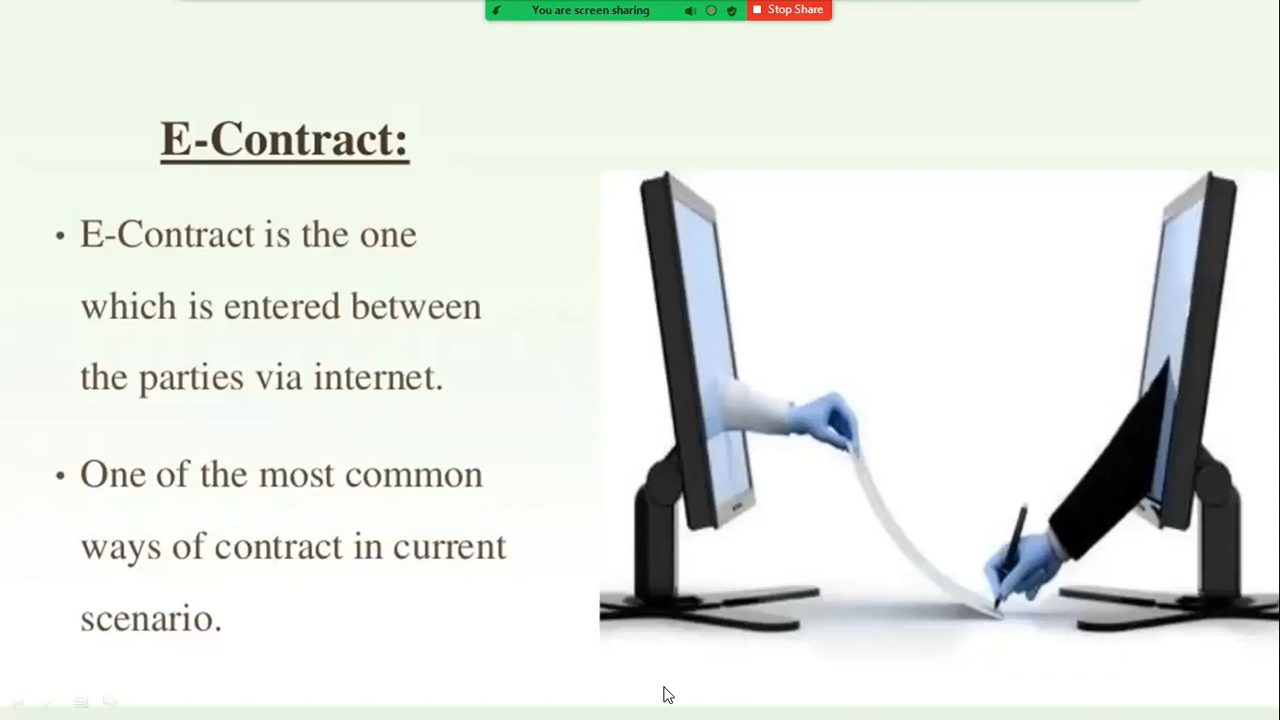 You are screen sharing
Stop Share
E-Contract:
• E-Contract is the one
which is entered between
the parties via internet.
• One of the most common
ways of contract in current
scenario.